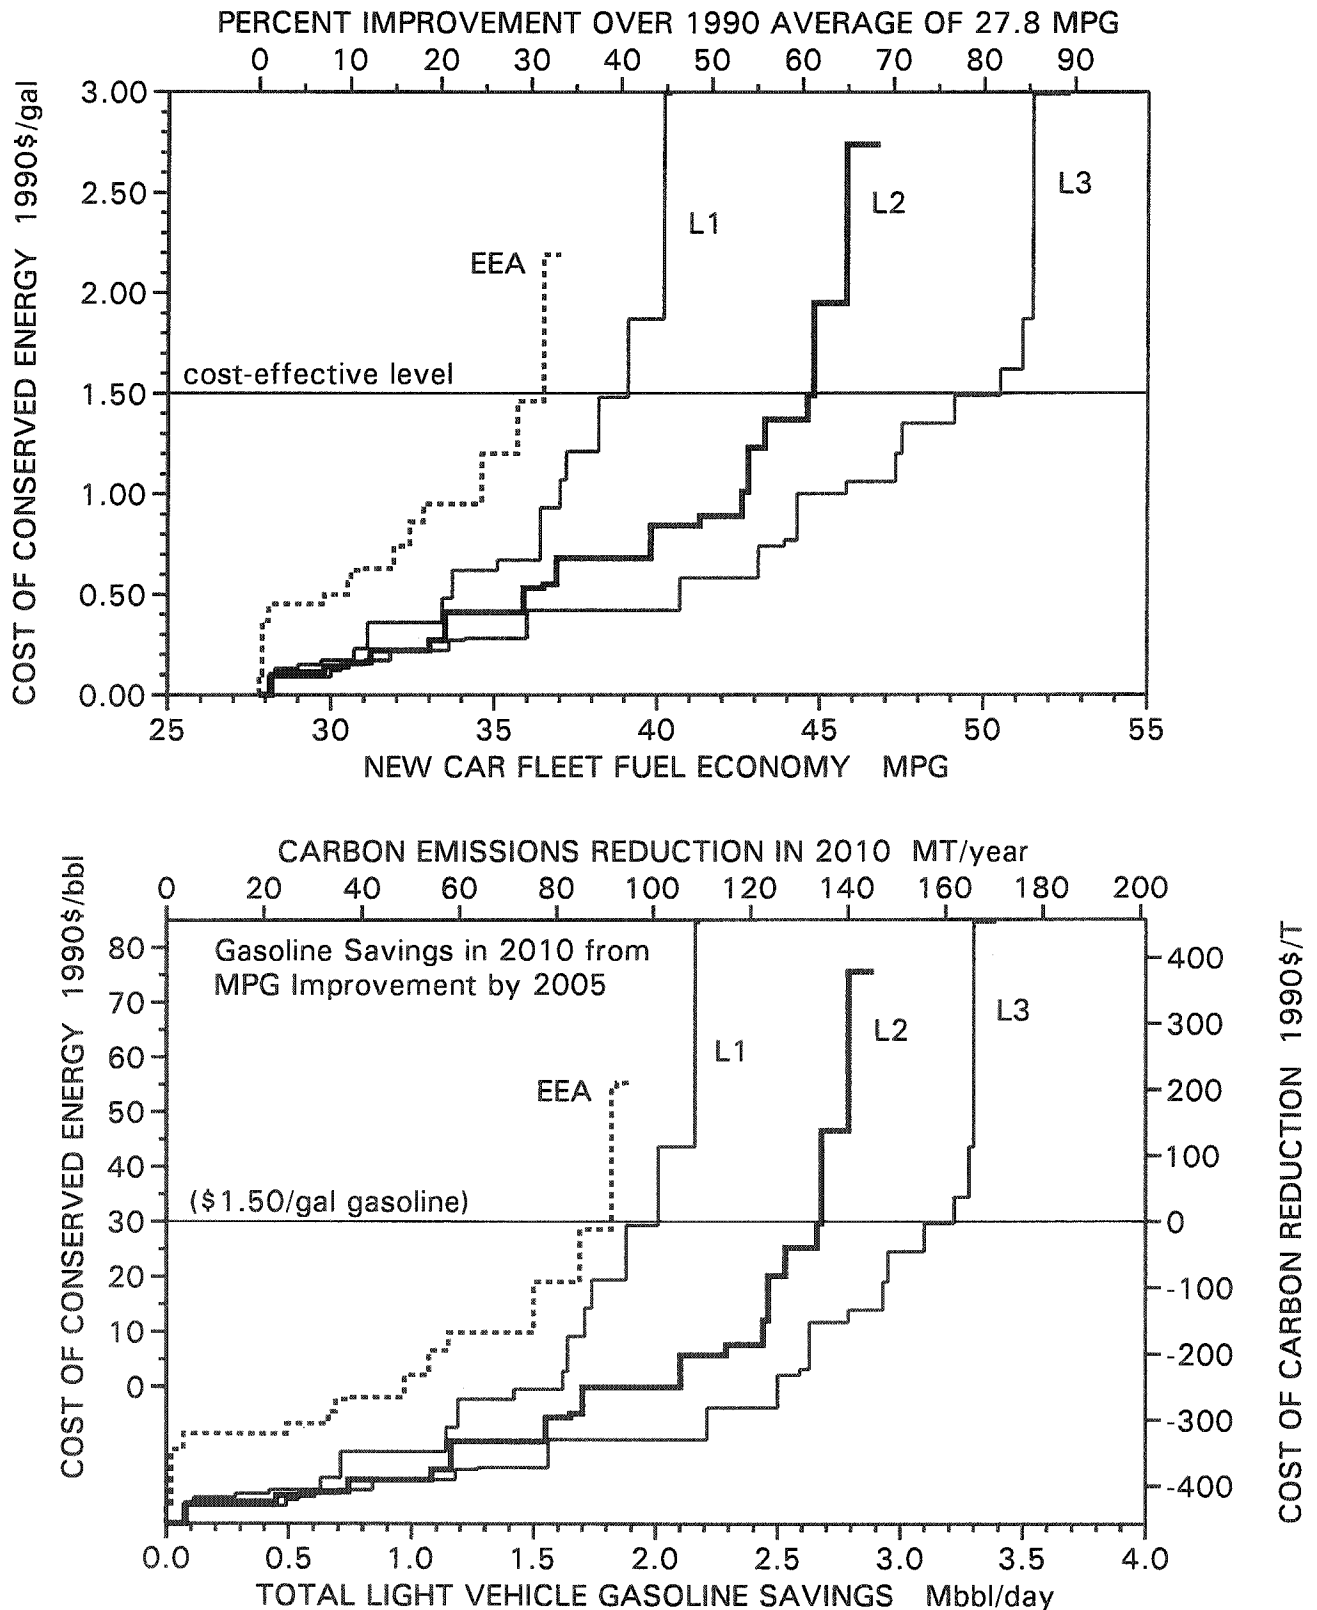 PERCENT IMPROVEMENT OVER 1990 AVERAGE OF 27.8 MPG
0 10 20 30 40 50 60 70 80 90
COST OF CONSERVED ENERGY 1990$/gal
3.00
2.50
2.00
1.50
1.00
0.50
0.00
L3
L2
L1
EEA
cost-effective level
25 30 35 40 45 50 55
NEW CAR FLEET FUEL ECONOMY MPG
CARBON EMISSIONS REDUCTION IN 2010 MT/year
0 20 40 60 80 100 120 140 160 180 200
COST OF CONSERVED ENERGY 1990$/bbl
80
70
60
50
40
30
20
10
0
Gasoline Savings in 2010 from
MPG Improvement by 2005
L3
L2
L1
EEA
($1.50/gal gasoline)
400
300
200
100
0
-100
-200
-300
-400
COST OF CARBON REDUCTION 1990$/T
0.0 0.5 1.0 1.5 2.0 2.5 3.0 3.5 4.0
TOTAL LIGHT VEHICLE GASOLINE SAVINGS Mbbl/day